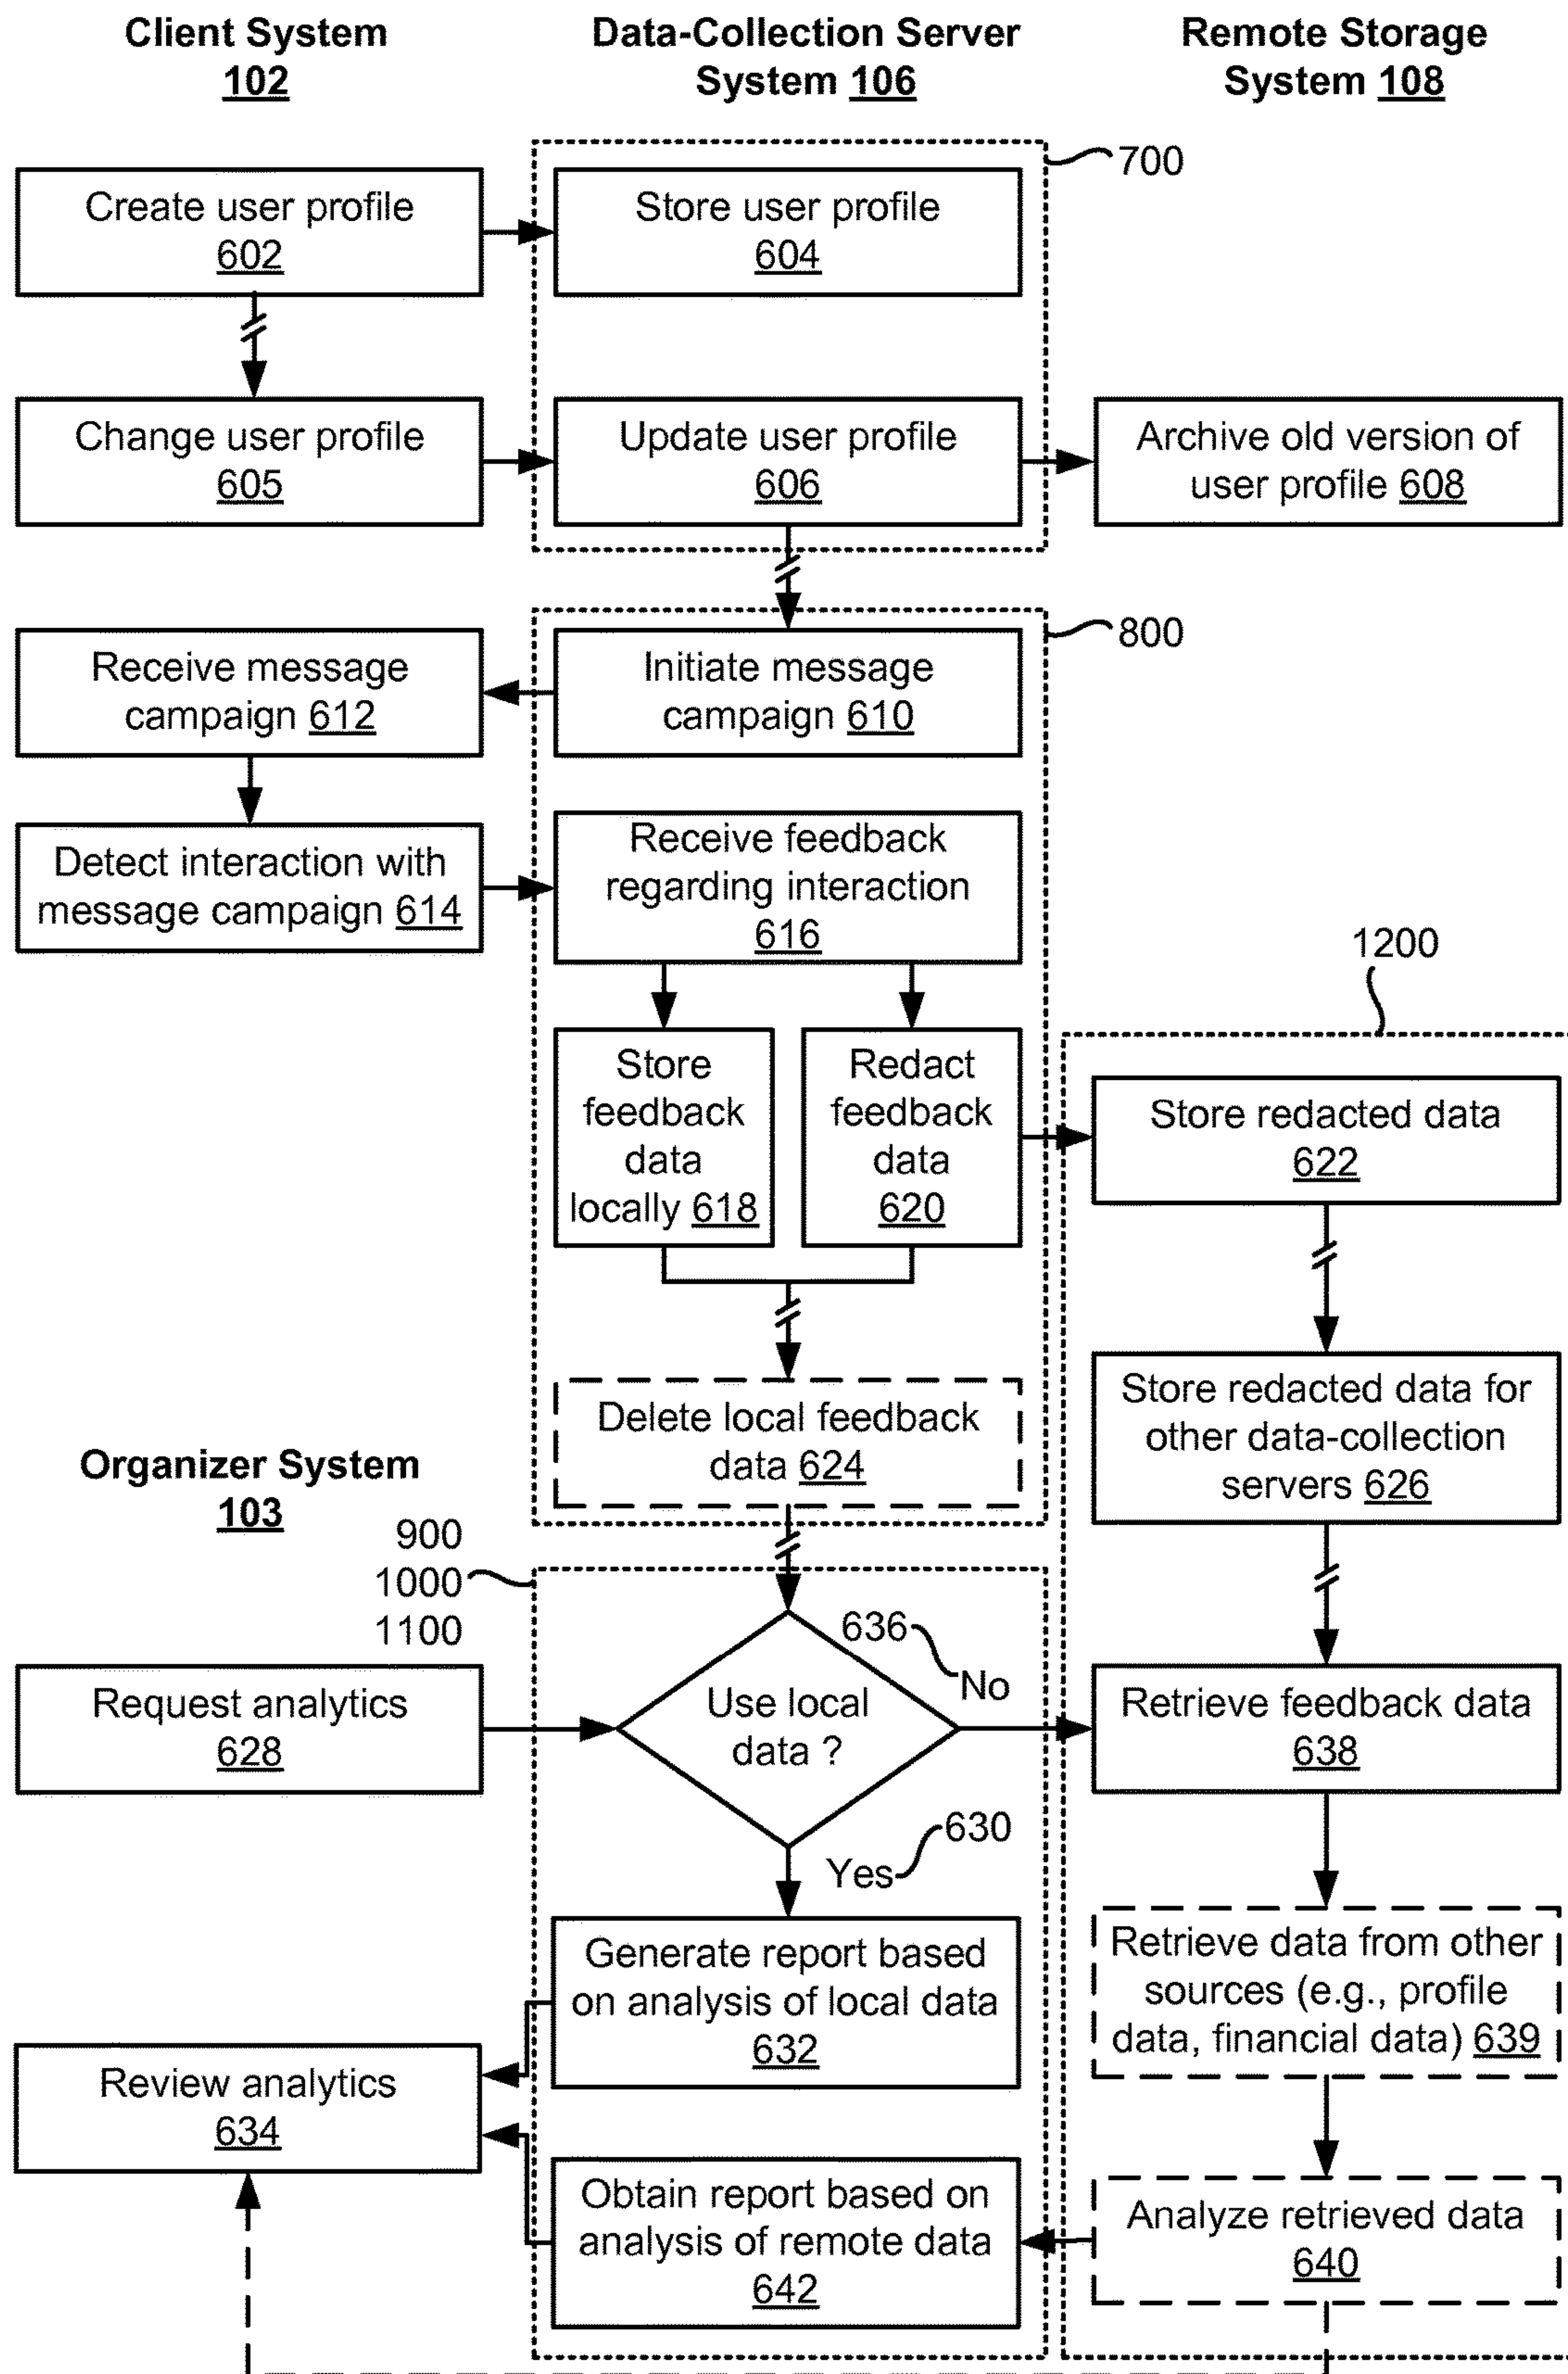 Client System
102
Data-Collection Server
System 106
Remote Storage
System 108
700
Create user profile
602
Store user profile
604
Change user profile
605
Update user profile
606
Archive old version of
user profile 608
800
Receive message
campaign 612
Initiate message
campaign 610
Detect interaction with
message campaign 614
Receive feedback
regarding interaction
616
1200
Store
feedback
data
locally 618
Redact
feedback
data
620
Store redacted data
622
Delete local feedback
data 624
Store redacted data for
other data-collection
servers 626
Organizer System
103
900
1000
1100
Request analytics
628
Use local
data ?
636
No
630
Yes
Retrieve feedback data
638
Generate report based
on analysis of local data
632
Retrieve data from other
sources (e.g., profile
data, financial data) 639
Review analytics
634
Obtain report based on
analysis of remote data
642
Analyze retrieved data
640